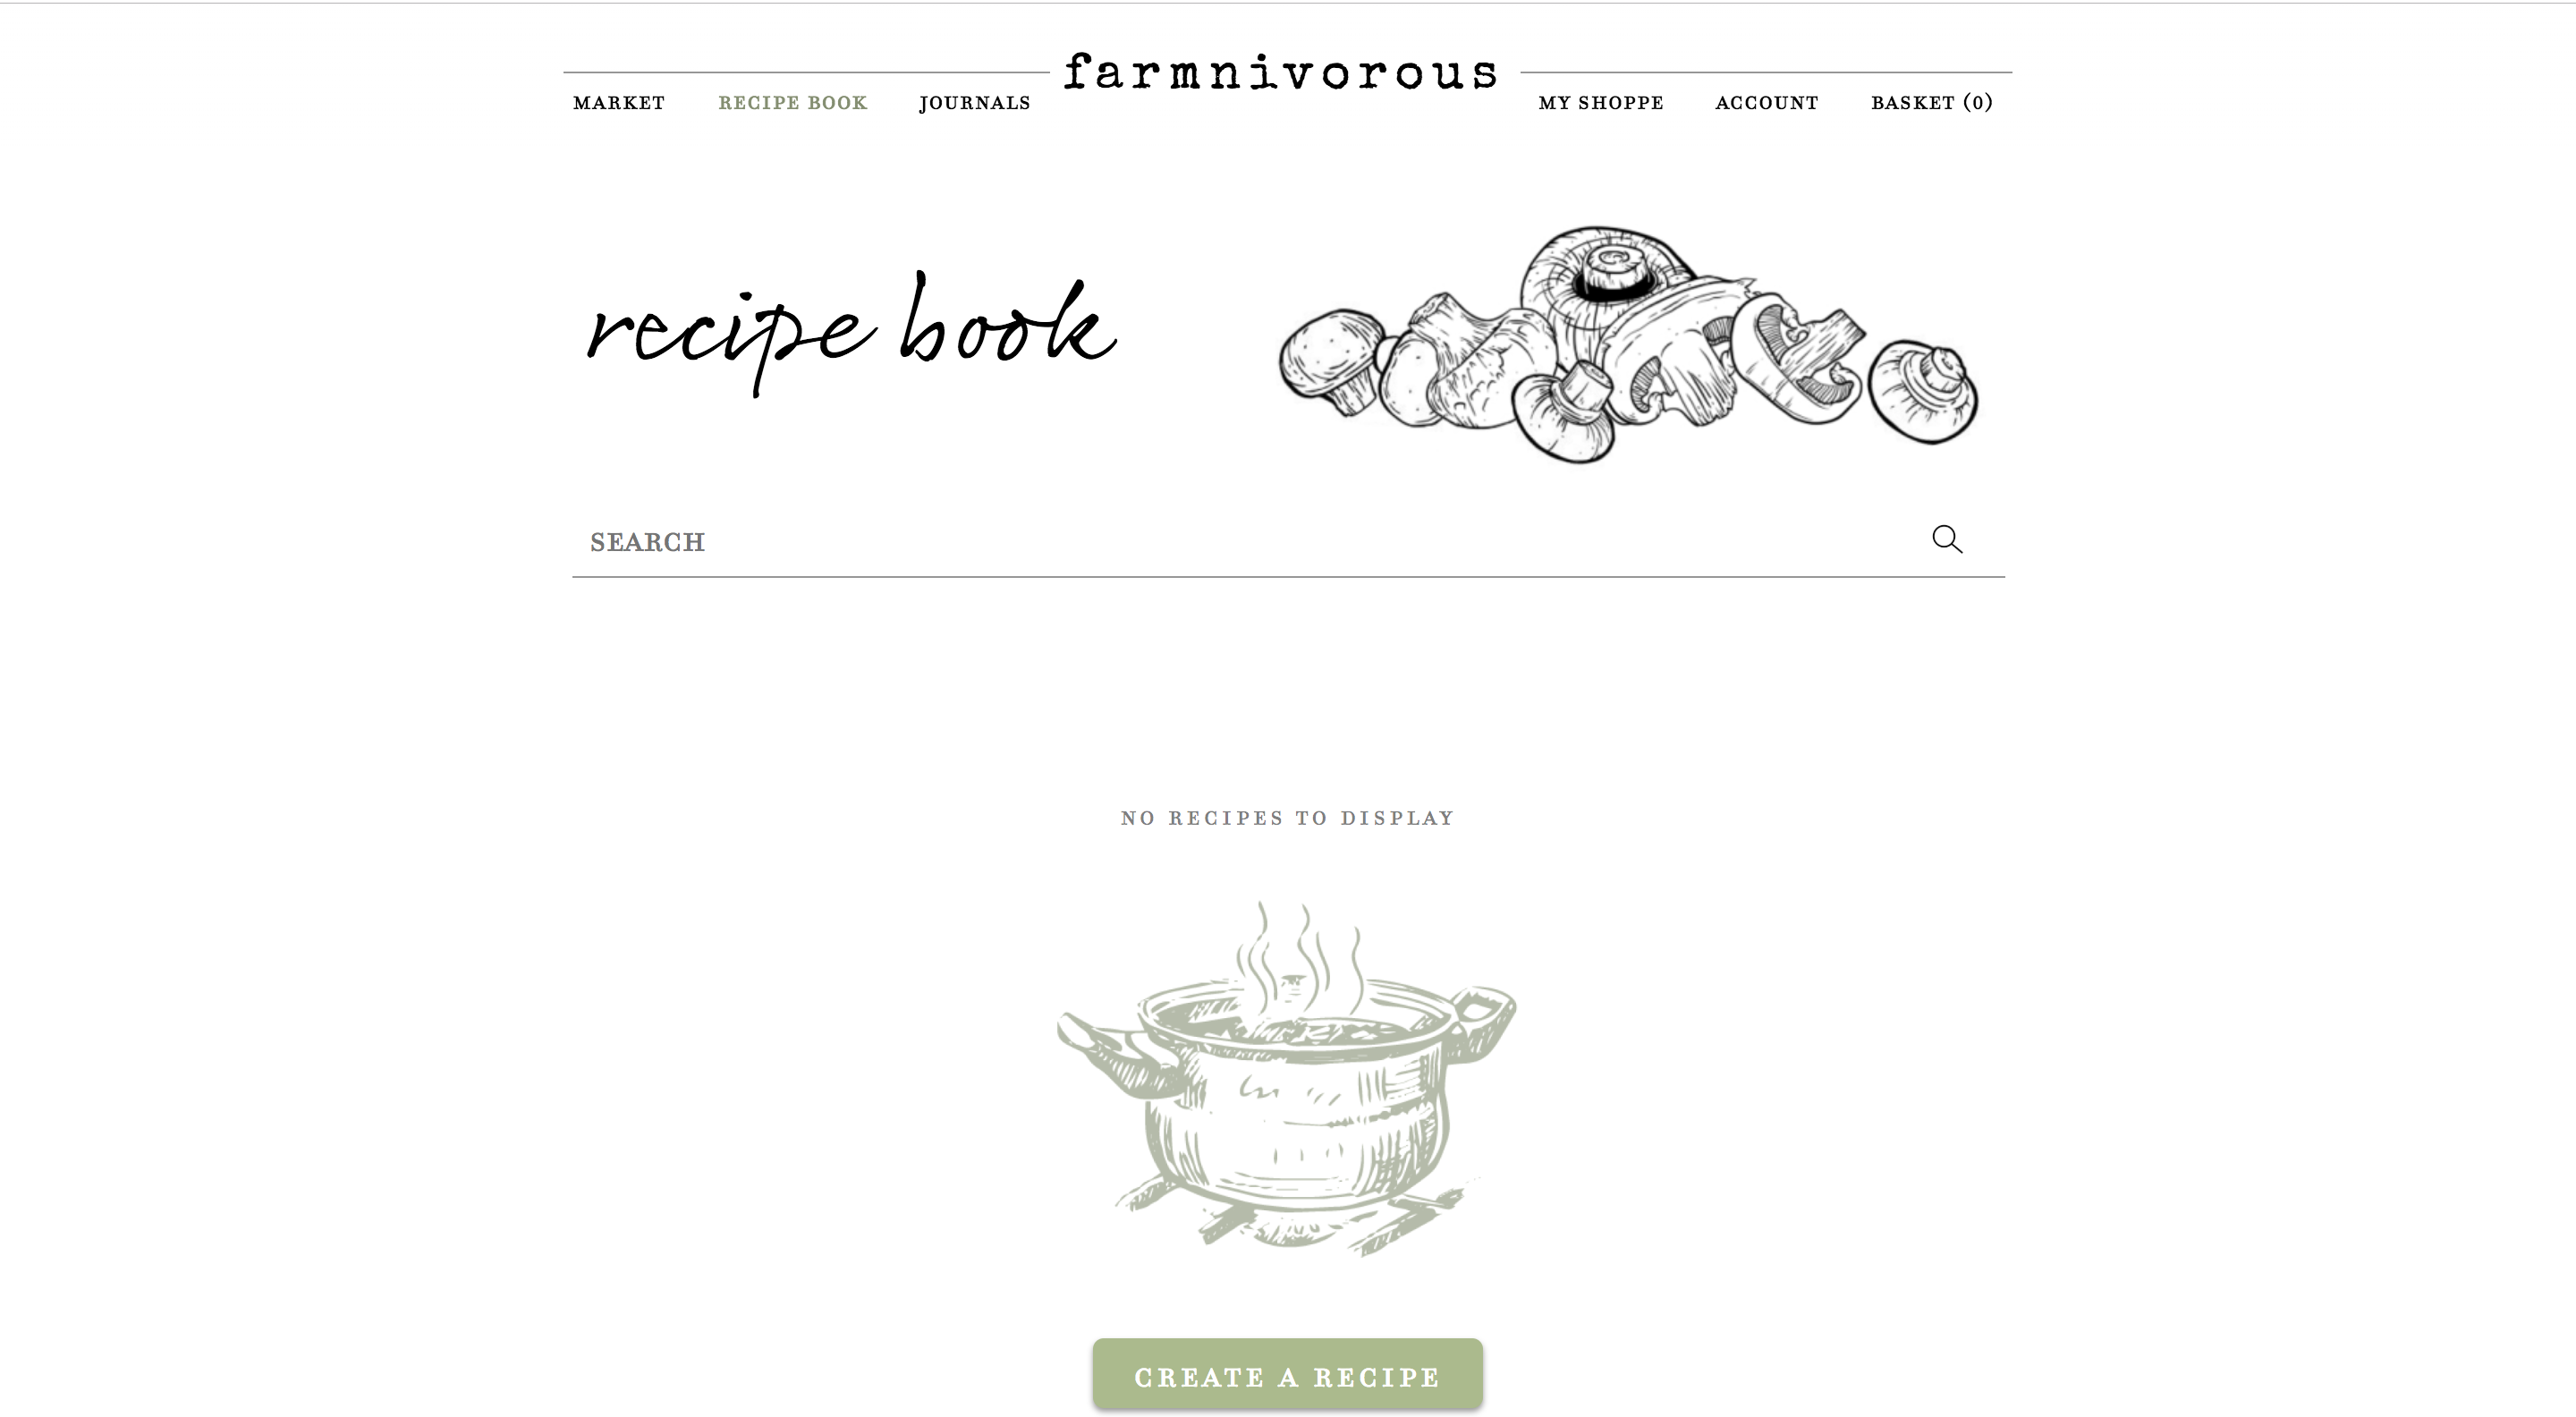 farmnivorous
MARKET RECIPE BOOK JOURNALS MY SHOPPE ACCOUNT BASKET (0)
recipe book
SEARCH
NO RECIPES TO DISPLAY
CREATE A RECIPE